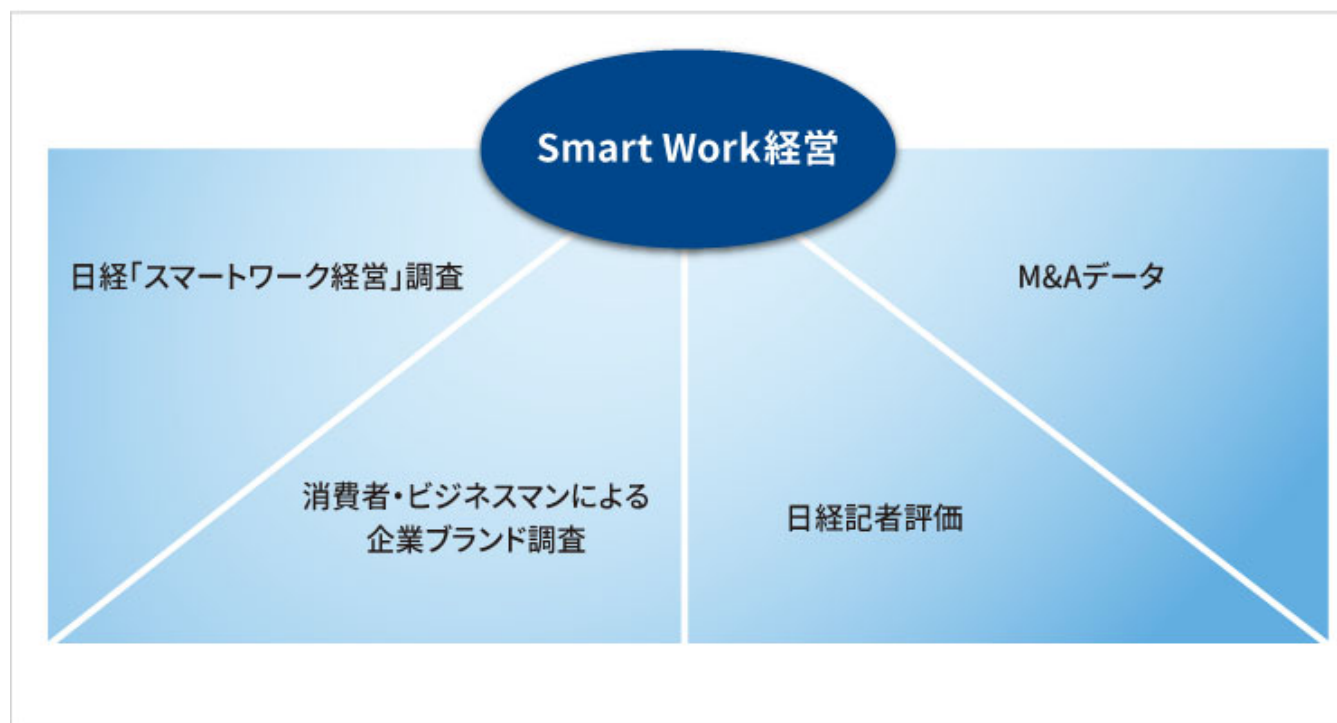 Smart Work経営
日経「スマートワーク経営」調査
M&Aデータ
消費者・ビジネスマンによる
企業ブランド調査
日経記者評価